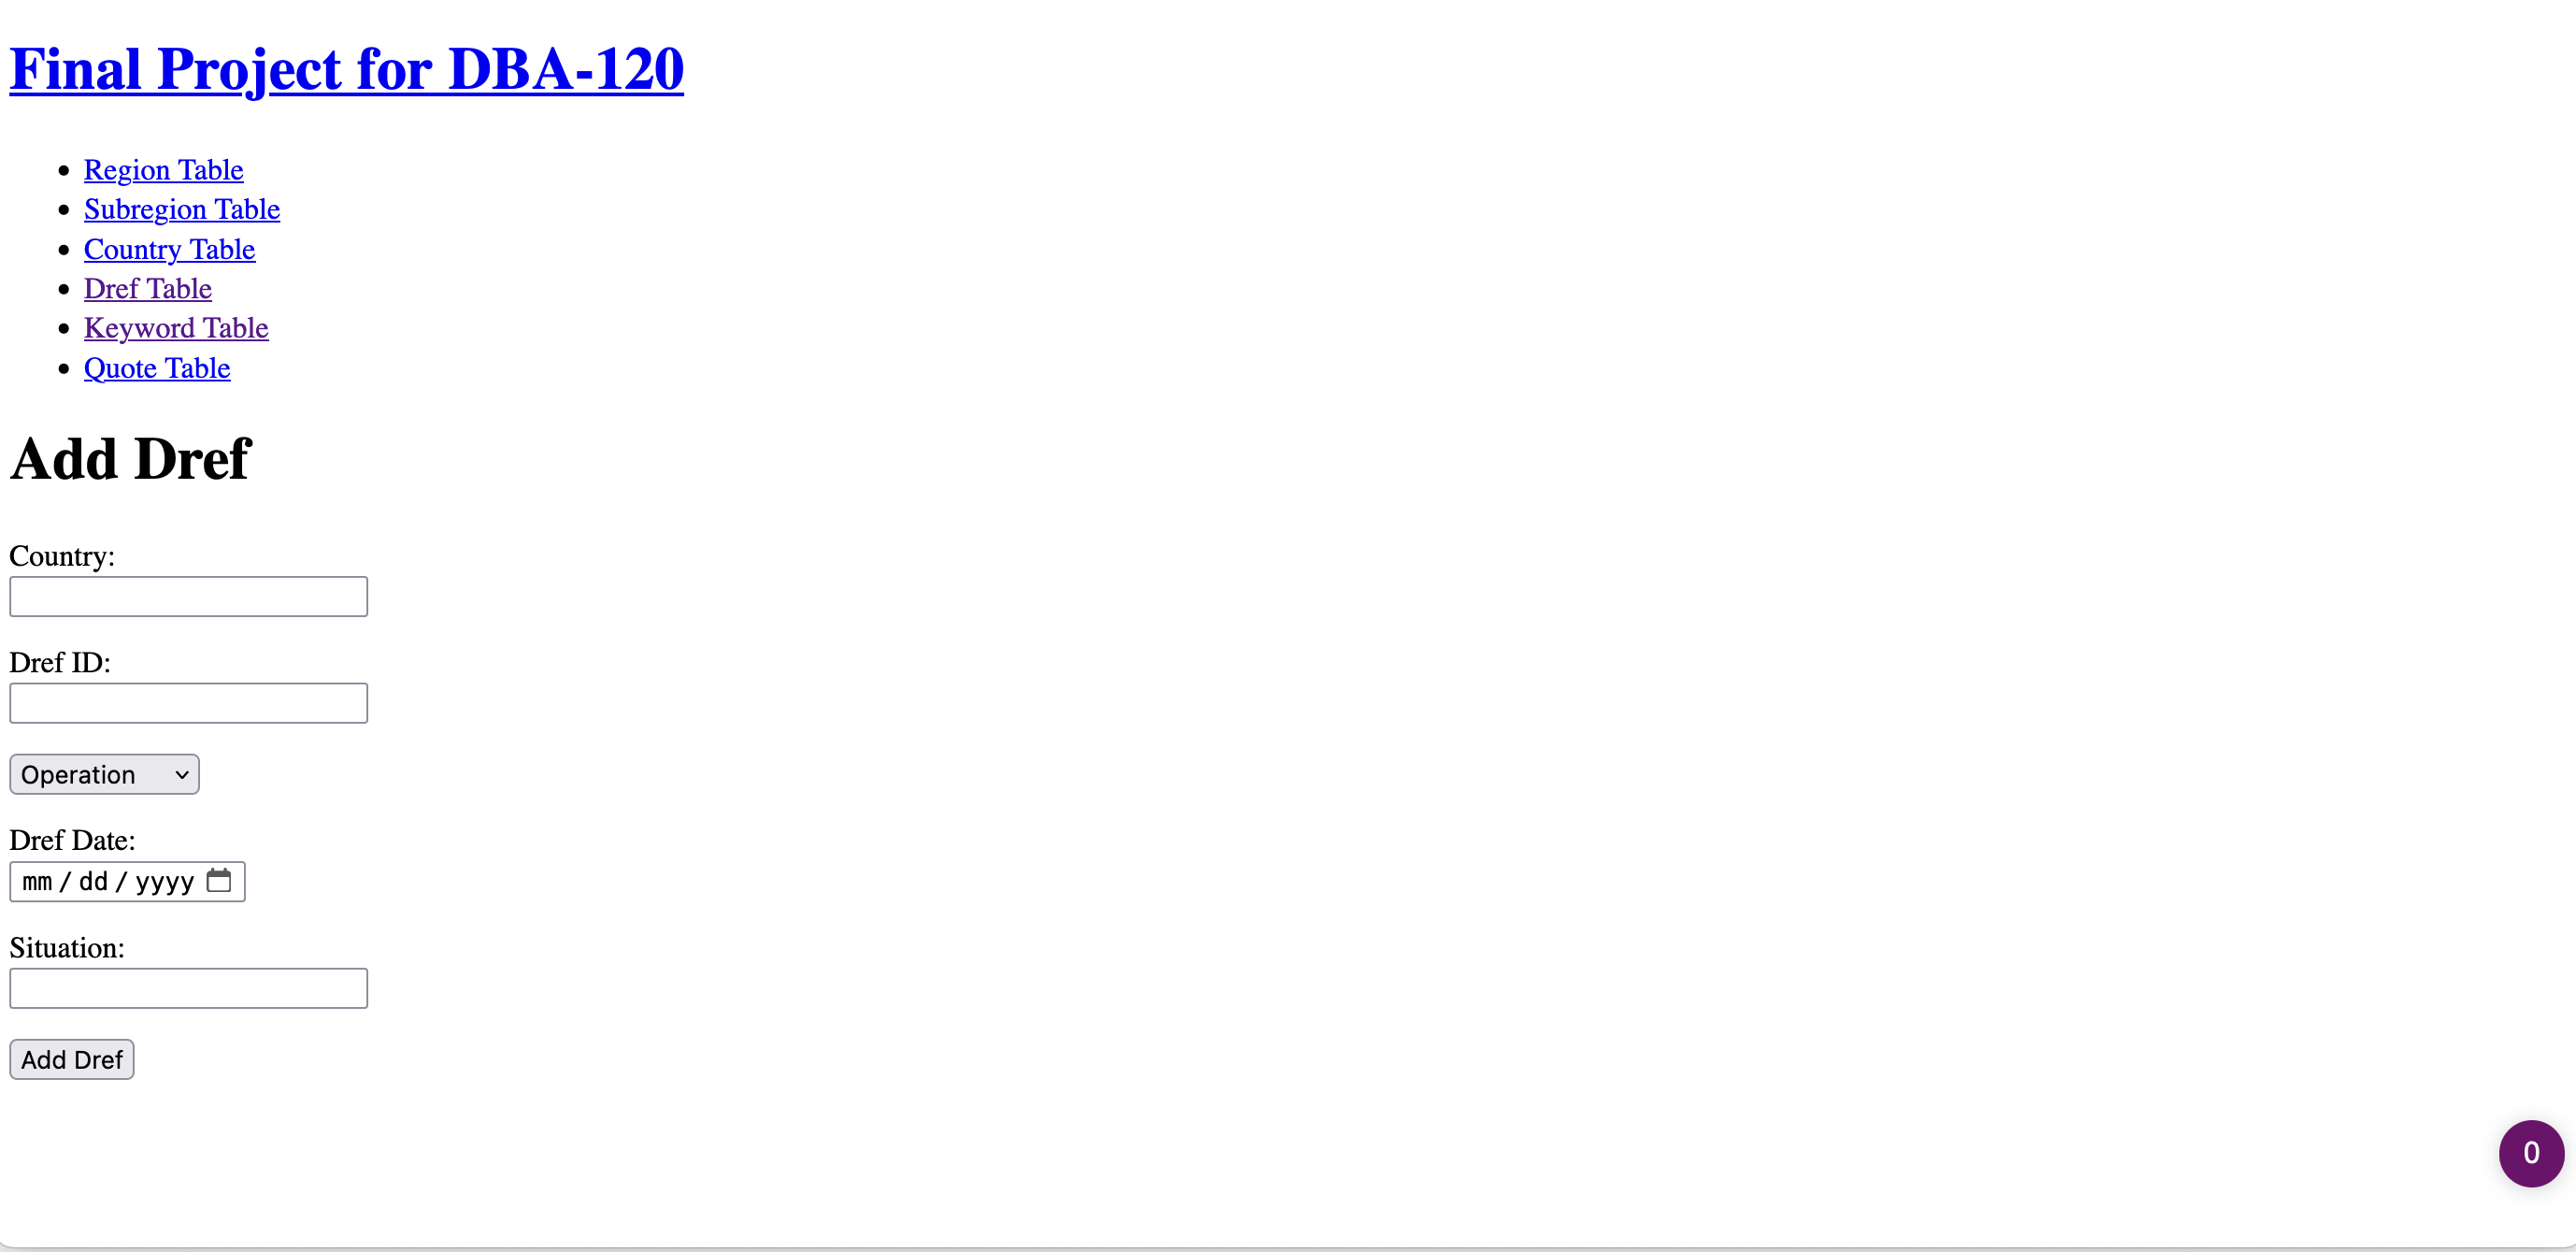 Final Project for DBA-120
Region Table
Subregion Table
Country Table
Dref Table
Keyword Table
Quote Table
Add Dref
Country:
Dref ID:
Operation
Dref Date:
mm / dd / yyyy
Situation:
Add Dref
0